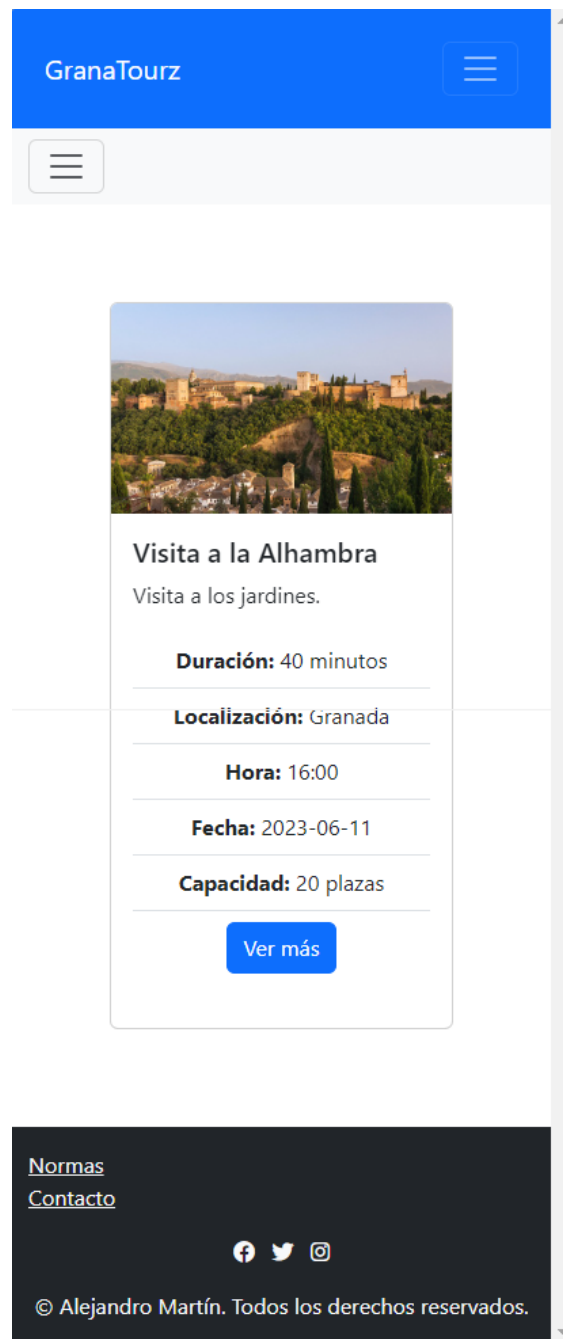 GranaTourz
Visita a la Alhambra
Visita a los jardines.
Duración: 40 minutos
Localización: Granada
Hora: 16:00
Fecha: 2023-06-11
Capacidad: 20 plazas
Ver más
Normas
Contacto
© Alejandro Martín. Todos los derechos reservados.